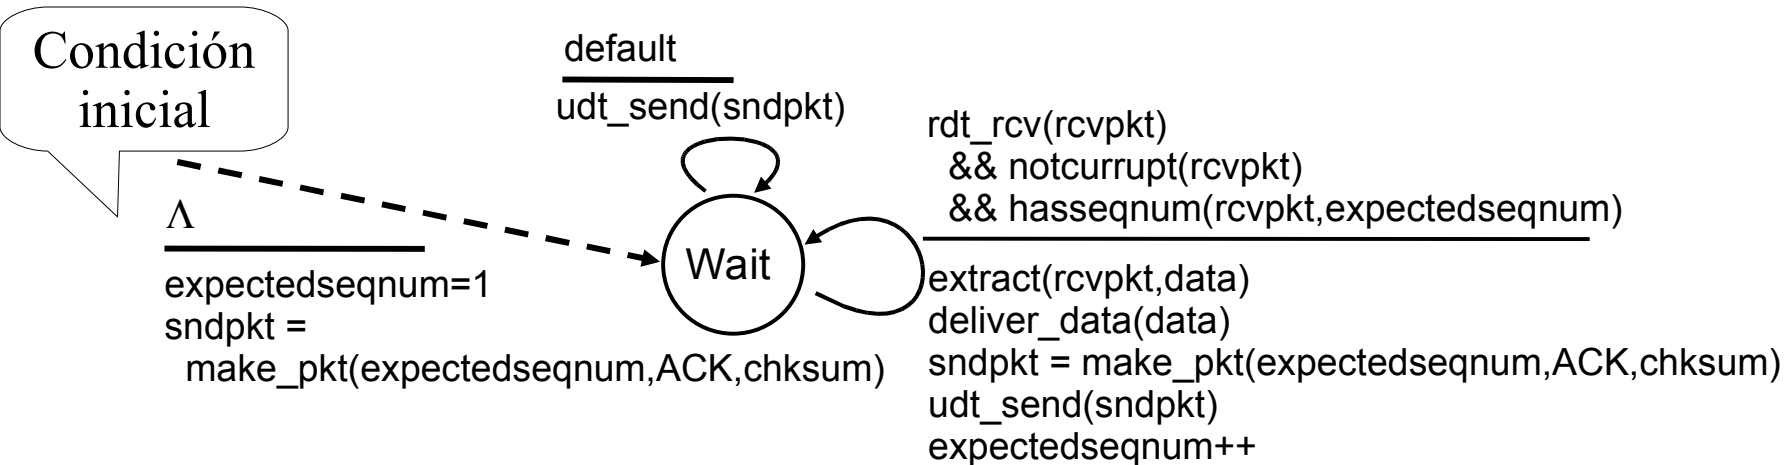 Condición
inicial
default
udt_send(sndpkt)
rdt_rcv(rcvpkt)
&& notcurrupt(rcvpkt)
&& hasseqnum(rcvpkt,expectedseqnum)
Λ
expectedseqnum=1
sndpkt =
make_pkt(expectedseqnum,ACK,chksum)
Wait
extract(rcvpkt,data)
deliver_data(data)
sndpkt = make_pkt(expectedseqnum,ACK,chksum)
udt_send(sndpkt)
expectedseqnum++